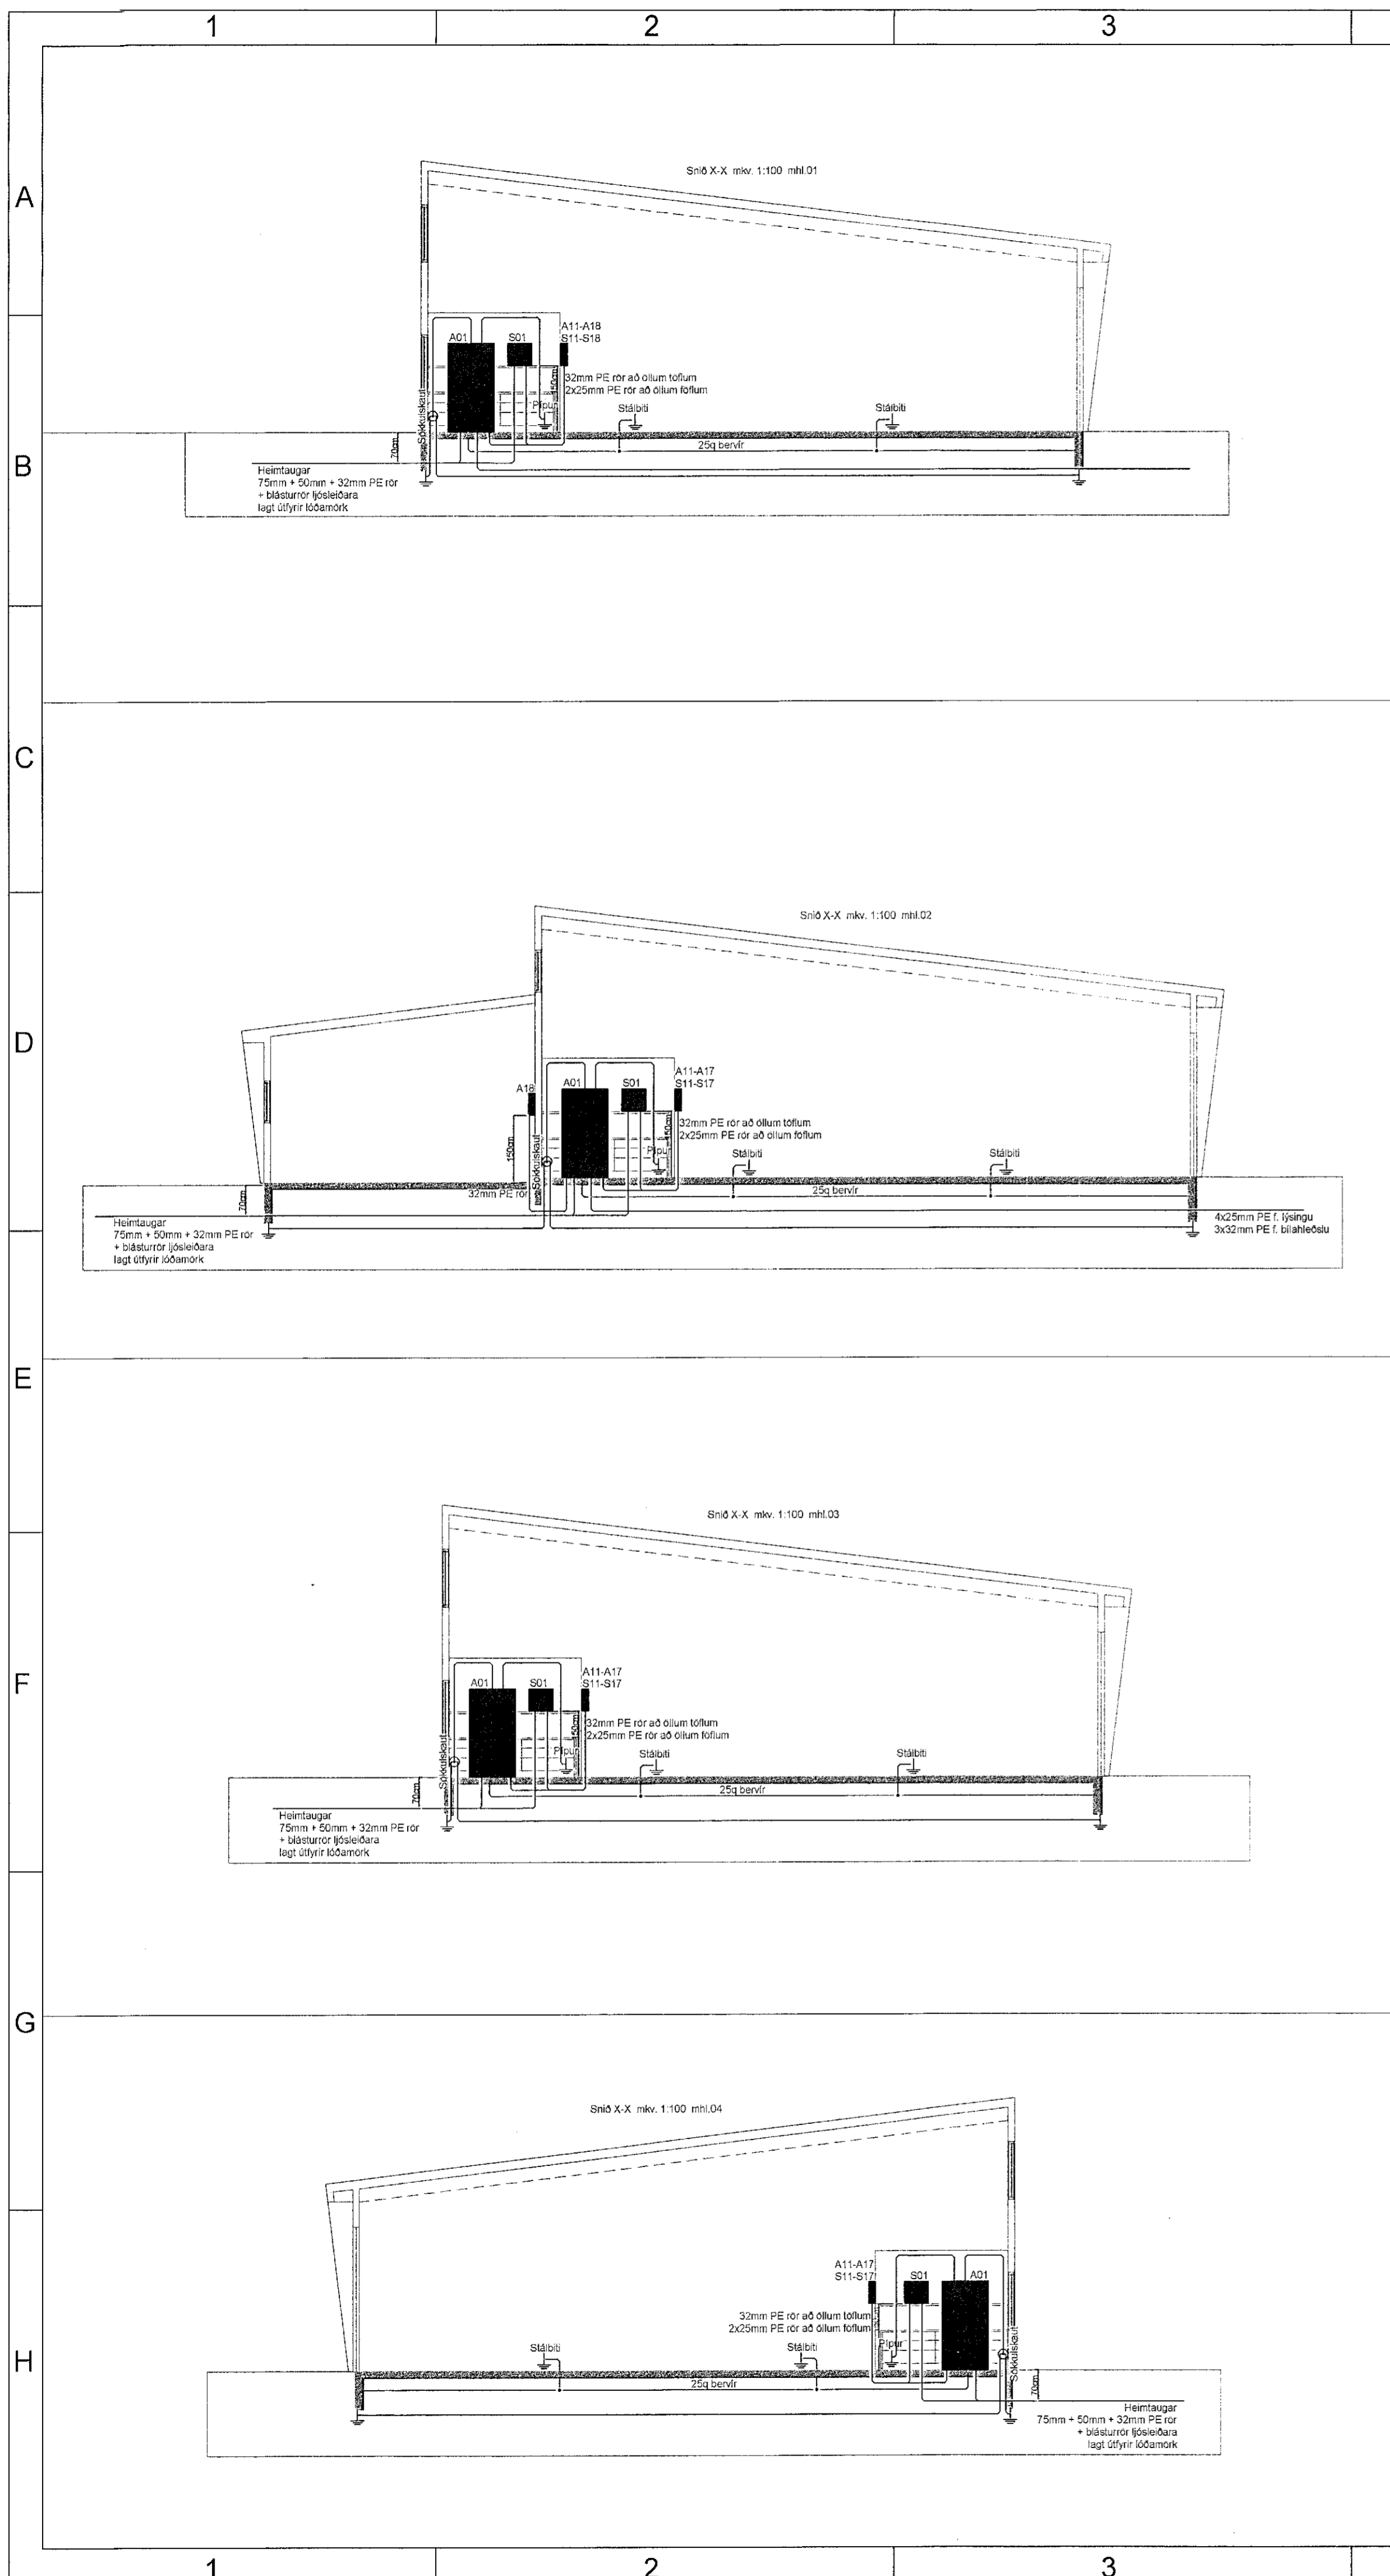 1
2
3
A
Snið X-X mkv. 1:100 mhl.01
A01
S01
A11-A18
S11-S18
32mm PE rör að öllum töflum
2x25mm PE rör að öllum töflum
150cm
Pípur
Sökkulskaut
Stálbiti
Stálbiti
25q bervír
70cm
B
Heimtaugar
75mm + 50mm + 32mm PE rör
+ blásturrör ljósleiðara
lagt útfyrir lóðamörk
C
Snið X-X mkv. 1:100 mhl.02
D
A18
A01
S01
A11-A17
S11-S17
32mm PE rör að öllum töflum
2x25mm PE rör að öllum töflum
150cm
150cm
Pípur
Sökkulskaut
Stálbiti
Stálbiti
32mm PE rör
25q bervír
70cm
Heimtaugar
75mm + 50mm + 32mm PE rör
+ blásturrör ljósleiðara
lagt útfyrir lóðamörk
4x25mm PE f. lýsingu
3x32mm PE f. bílahleðslu
E
Snið X-X mkv. 1:100 mhl.03
F
A01
S01
A11-A17
S11-S17
32mm PE rör að öllum töflum
2x25mm PE rör að öllum töflum
150cm
Pípur
Sökkulskaut
Stálbiti
Stálbiti
25q bervír
70cm
Heimtaugar
75mm + 50mm + 32mm PE rör
+ blásturrör ljósleiðara
lagt útfyrir lóðamörk
G
Snið X-X mkv. 1:100 mhl.04
A11-A17
S11-S17
S01
A01
32mm PE rör að öllum töflum
2x25mm PE rör að öllum töflum
Pípur
Sökkulskaut
H
Stálbiti
Stálbiti
25q bervír
70cm
Heimtaugar
75mm + 50mm + 32mm PE rör
+ blásturrör ljósleiðara
lagt útfyrir lóðamörk
1
2
3